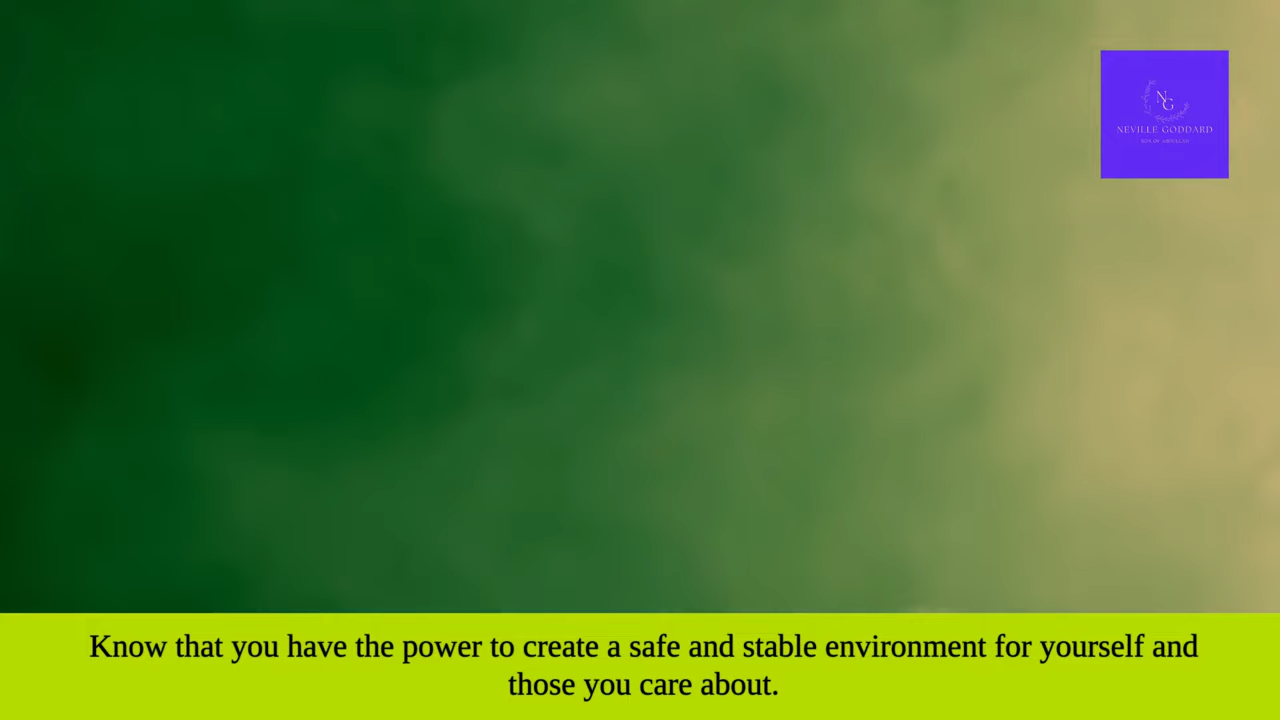 NG
NEVILLE GODDARD
Know that you have the power to create a safe and stable environment for yourself and
those you care about.